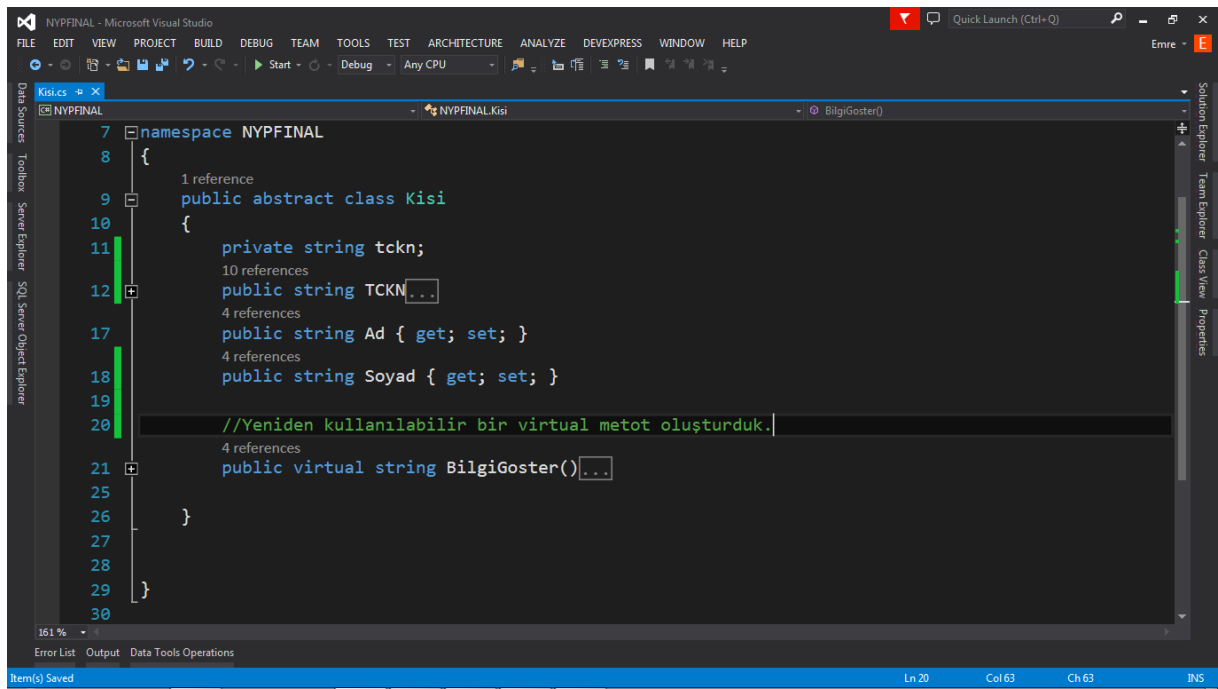 NYPFINAL - Microsoft Visual Studio
Quick Launch (Ctrl+Q)
FILE EDIT VIEW PROJECT BUILD DEBUG TEAM TOOLS TEST ARCHITECTURE ANALYZE DEVEXPRESS WINDOW HELP
Emre E
Start Debug Any CPU
Kisi.cs
NYPFINAL NYPFINAL.Kisi BilgiGoster()
7 namespace NYPFINAL
8 {
1 reference
9 public abstract class Kisi
10 {
11 private string tckn;
10 references
12 public string TCKN...
4 references
17 public string Ad { get; set; }
4 references
18 public string Soyad { get; set; }
19
20 //Yeniden kullanılabilir bir virtual metot oluşturduk.
4 references
21 public virtual string BilgiGoster()...
25
26 }
27
28
29 }
30
161 %
Data Sources
Toolbox
Server Explorer
SQL Server Object Explorer
Solution Explorer
Team Explorer
Class View
Properties
Error List Output Data Tools Operations
Item(s) Saved Ln 20 Col 63 Ch 63 INS